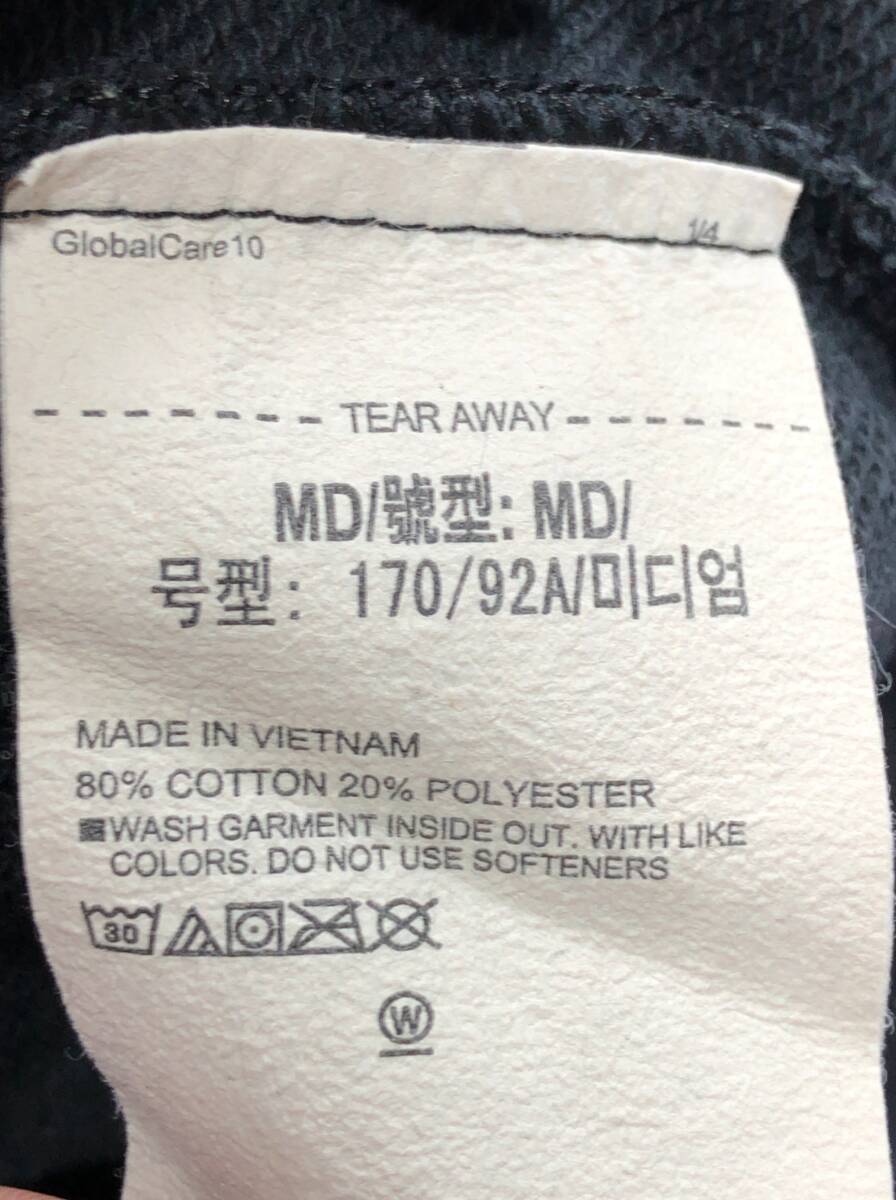 GlobalCare10
1/4
TEAR AWAY
MD/號型: MD/
号型: 170/92A/미디엄
MADE IN VIETNAM
80% COTTON 20% POLYESTER
WASH GARMENT INSIDE OUT. WITH LIKE
COLORS. DO NOT USE SOFTENERS
30
W